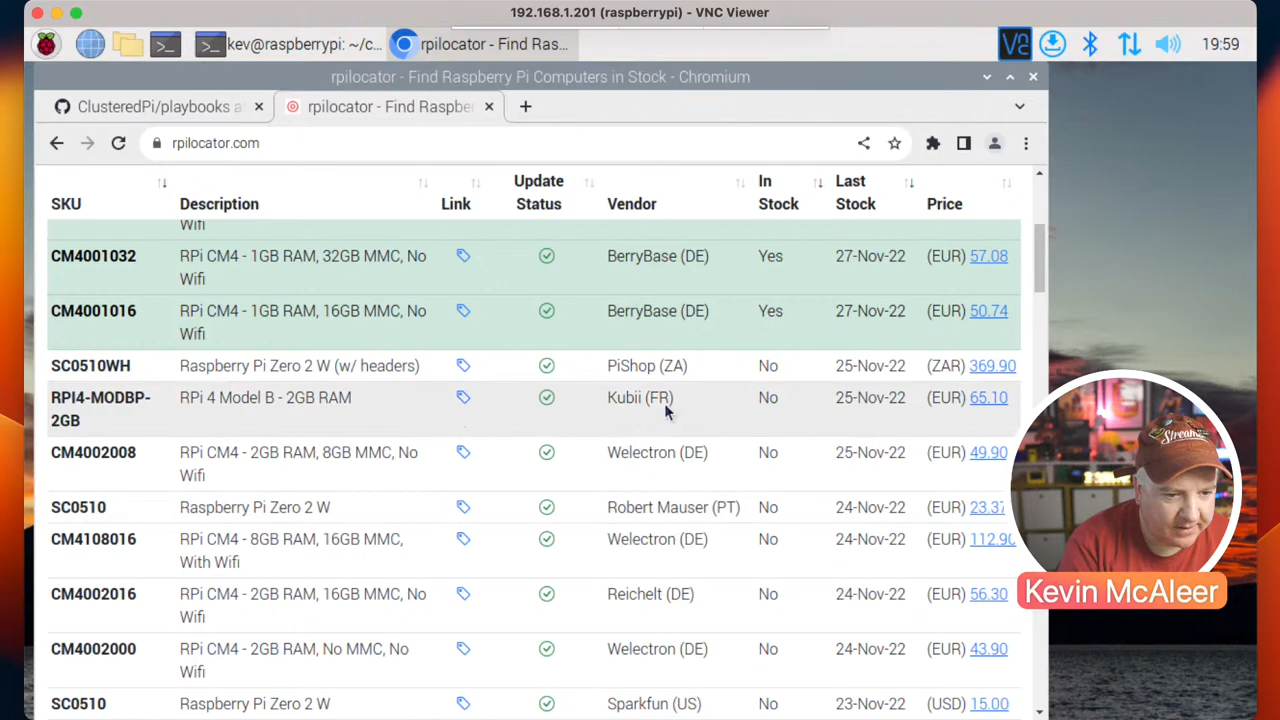 192.168.1.201 (raspberrypi) - VNC Viewer
kev@raspberrypi: ~/c... rpilocator - Find Ras... 19:59
rpilocator - Find Raspberry Pi Computers in Stock - Chromium
ClusteredPi/playbooks a rpilocator - Find Raspbe
rpilocator.com
SKU Description Link Update Status Vendor In Stock Last Stock Price
Wifi
CM4001032 RPi CM4 - 1GB RAM, 32GB MMC, No BerryBase (DE) Yes 27-Nov-22 (EUR) 57.08
Wifi
CM4001016 RPi CM4 - 1GB RAM, 16GB MMC, No BerryBase (DE) Yes 27-Nov-22 (EUR) 50.74
Wifi
SC0510WH Raspberry Pi Zero 2 W (w/ headers) PiShop (ZA) No 25-Nov-22 (ZAR) 369.90
RPI4-MODBP- RPi 4 Model B - 2GB RAM Kubii (FR) No 25-Nov-22 (EUR) 65.10
2GB
CM4002008 RPi CM4 - 2GB RAM, 8GB MMC, No Welectron (DE) No 25-Nov-22 (EUR) 49.90
Wifi
SC0510 Raspberry Pi Zero 2 W Robert Mauser (PT) No 24-Nov-22 (EUR) 23.37
CM4108016 RPi CM4 - 8GB RAM, 16GB MMC, Welectron (DE) No 24-Nov-22 (EUR) 112.90
With Wifi
CM4002016 RPi CM4 - 2GB RAM, 16GB MMC, No Reichelt (DE) No 24-Nov-22 (EUR) 56.30
Wifi
CM4002000 RPi CM4 - 2GB RAM, No MMC, No Welectron (DE) No 24-Nov-22 (EUR) 43.90
Wifi
SC0510 Raspberry Pi Zero 2 W Sparkfun (US) No 23-Nov-22 (USD) 15.00
Kevin McAleer